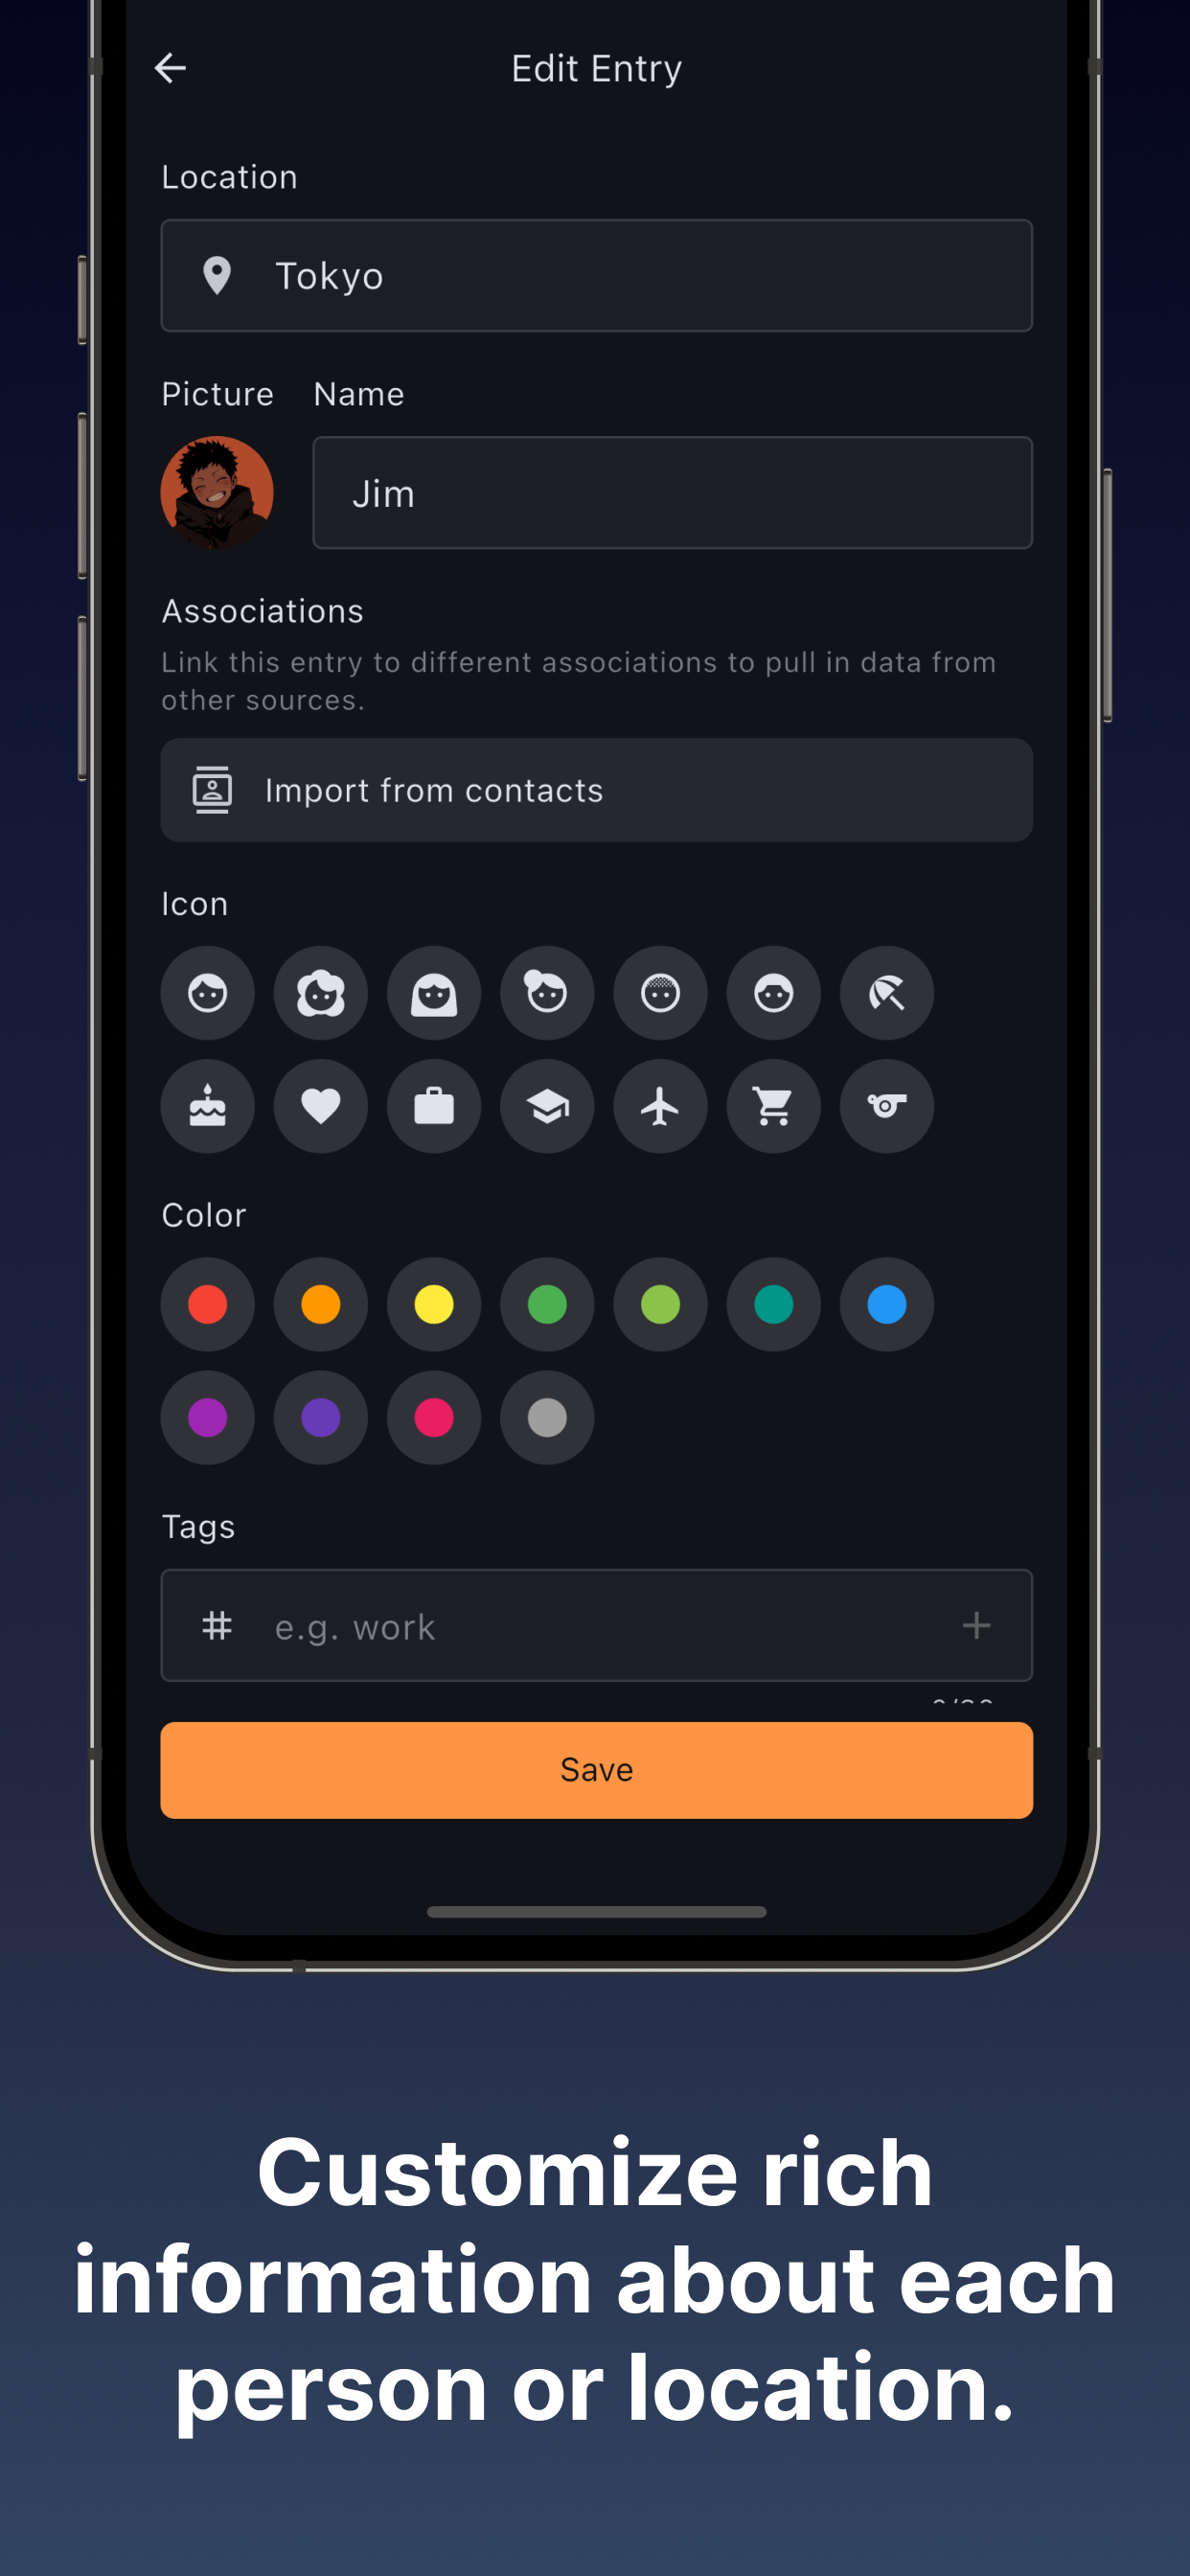 Edit Entry
Location
Tokyo
Picture Name
Jim
Associations
Link this entry to different associations to pull in data from
other sources.
Import from contacts
Icon
Color
Tags
# e.g. work +
Save
Customize rich
information about each
person or location.